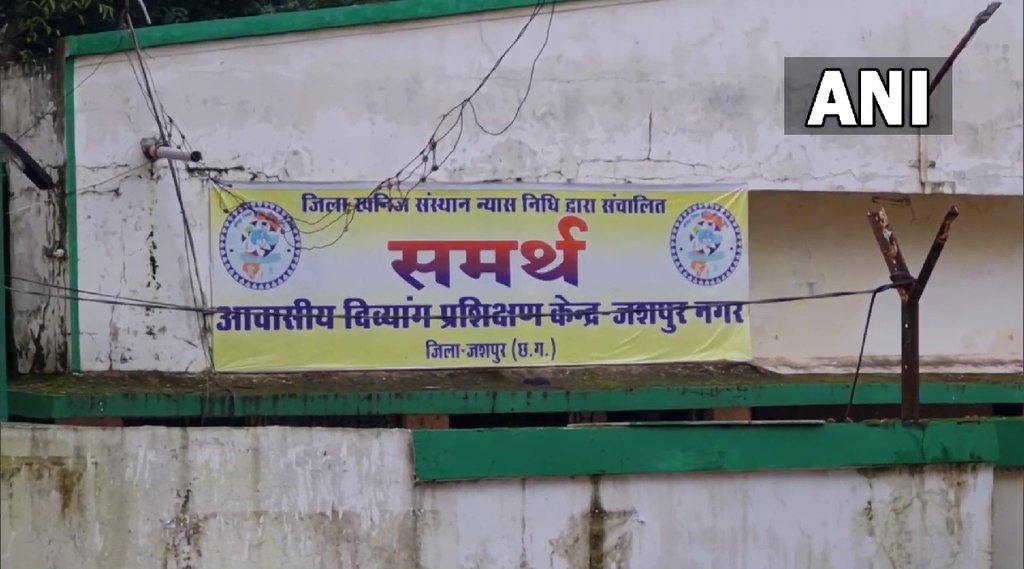 ANI
जिला खनिज संस्थान न्यास निधि द्वारा संचालित
समर्थ
आवासीय दिव्यांग प्रशिक्षण केन्द्र जशपुर नगर
जिला-जशपुर (छ.ग.)